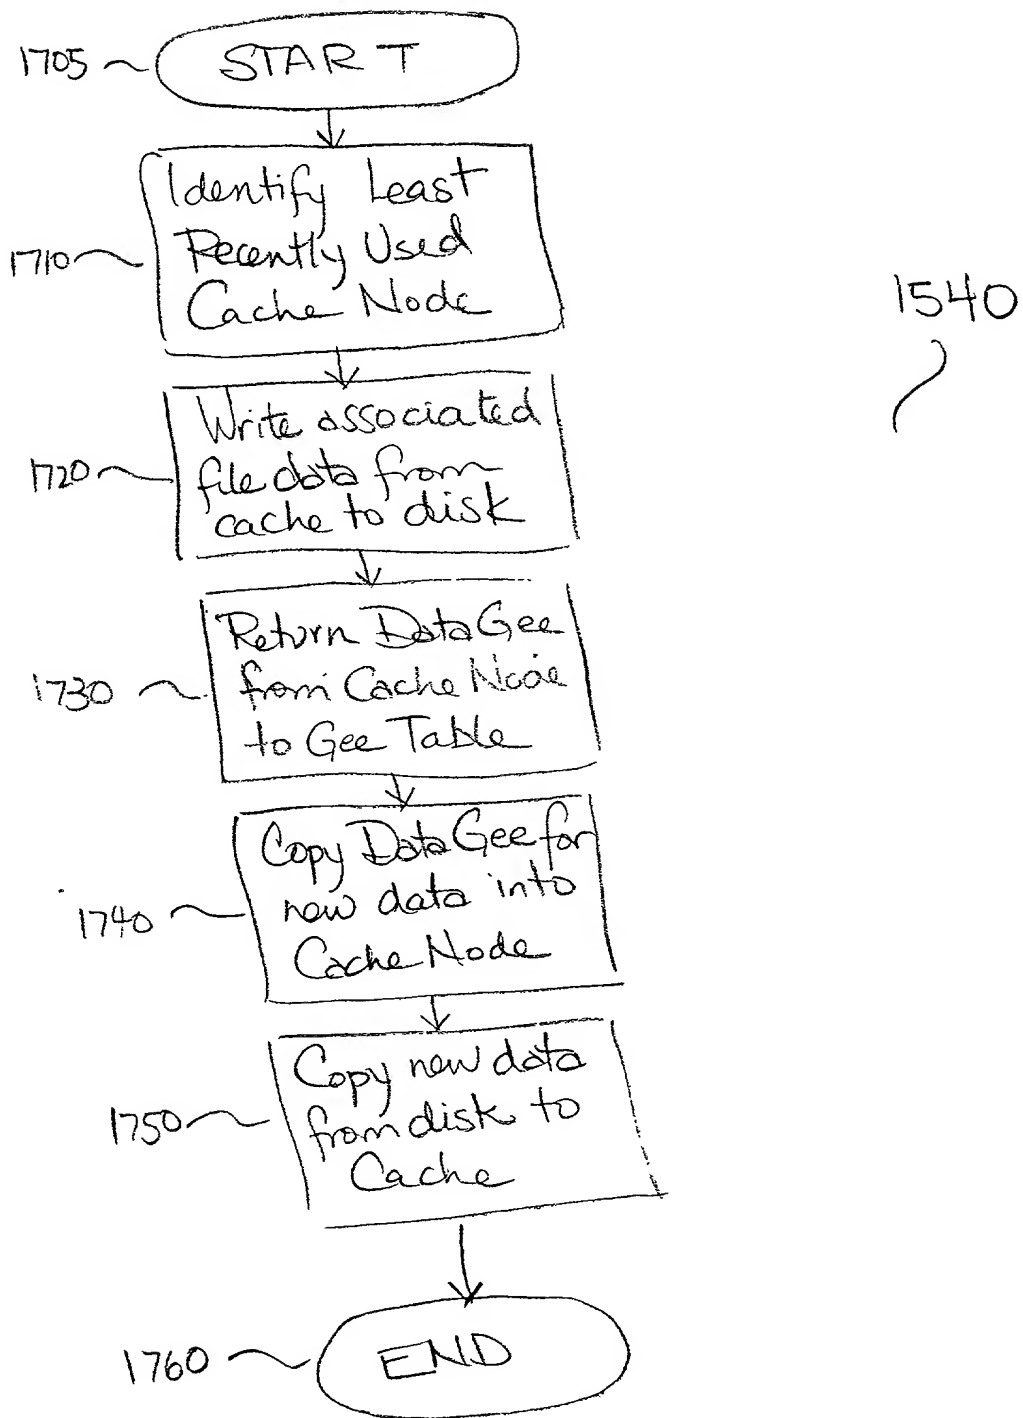 1705
START
1710
Identify Least
Recently Used
Cache Node
1540
1720
Write associated
file data from
cache to disk
1730
Return Data Gee
from Cache Node
to Gee Table
1740
Copy Data Gee for
new data into
Cache Node
1750
Copy new data
from disk to
Cache
1760
END